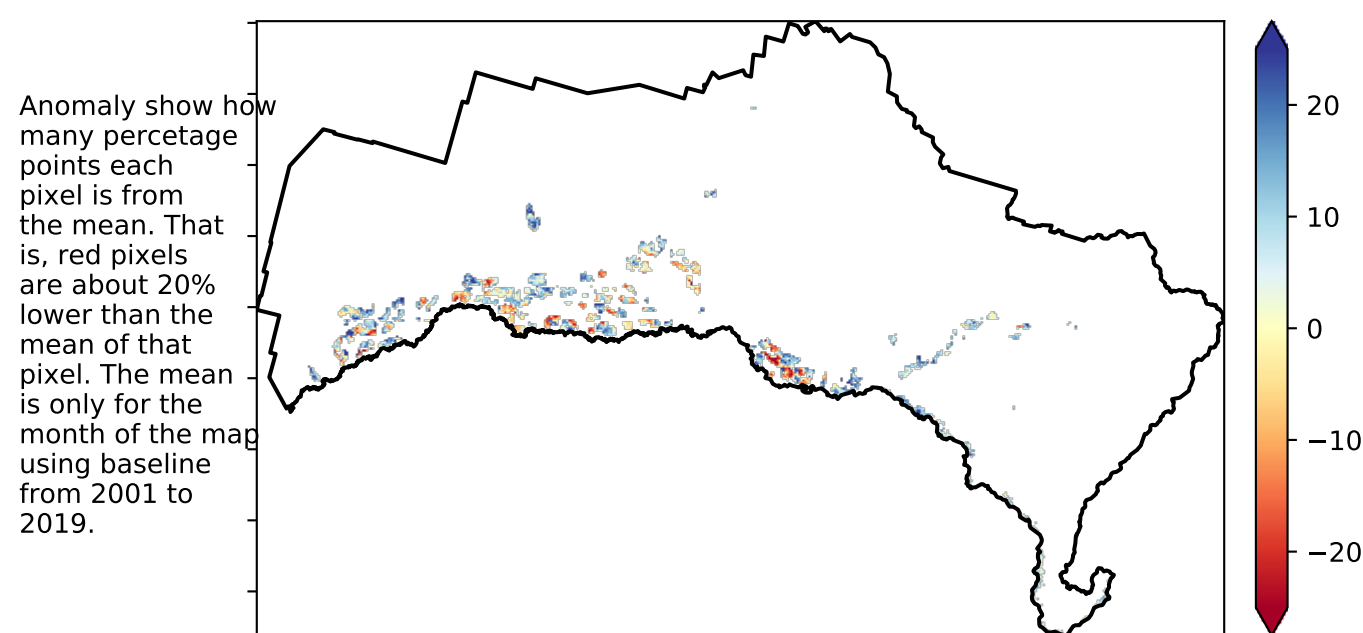 Anomaly show how
many percetage
points each
pixel is from
the mean. That
is, red pixels
are about 20%
lower than the
mean of that
pixel. The mean
is only for the
month of the map
using baseline
from 2001 to
2019.
20
10
0
−10
−20